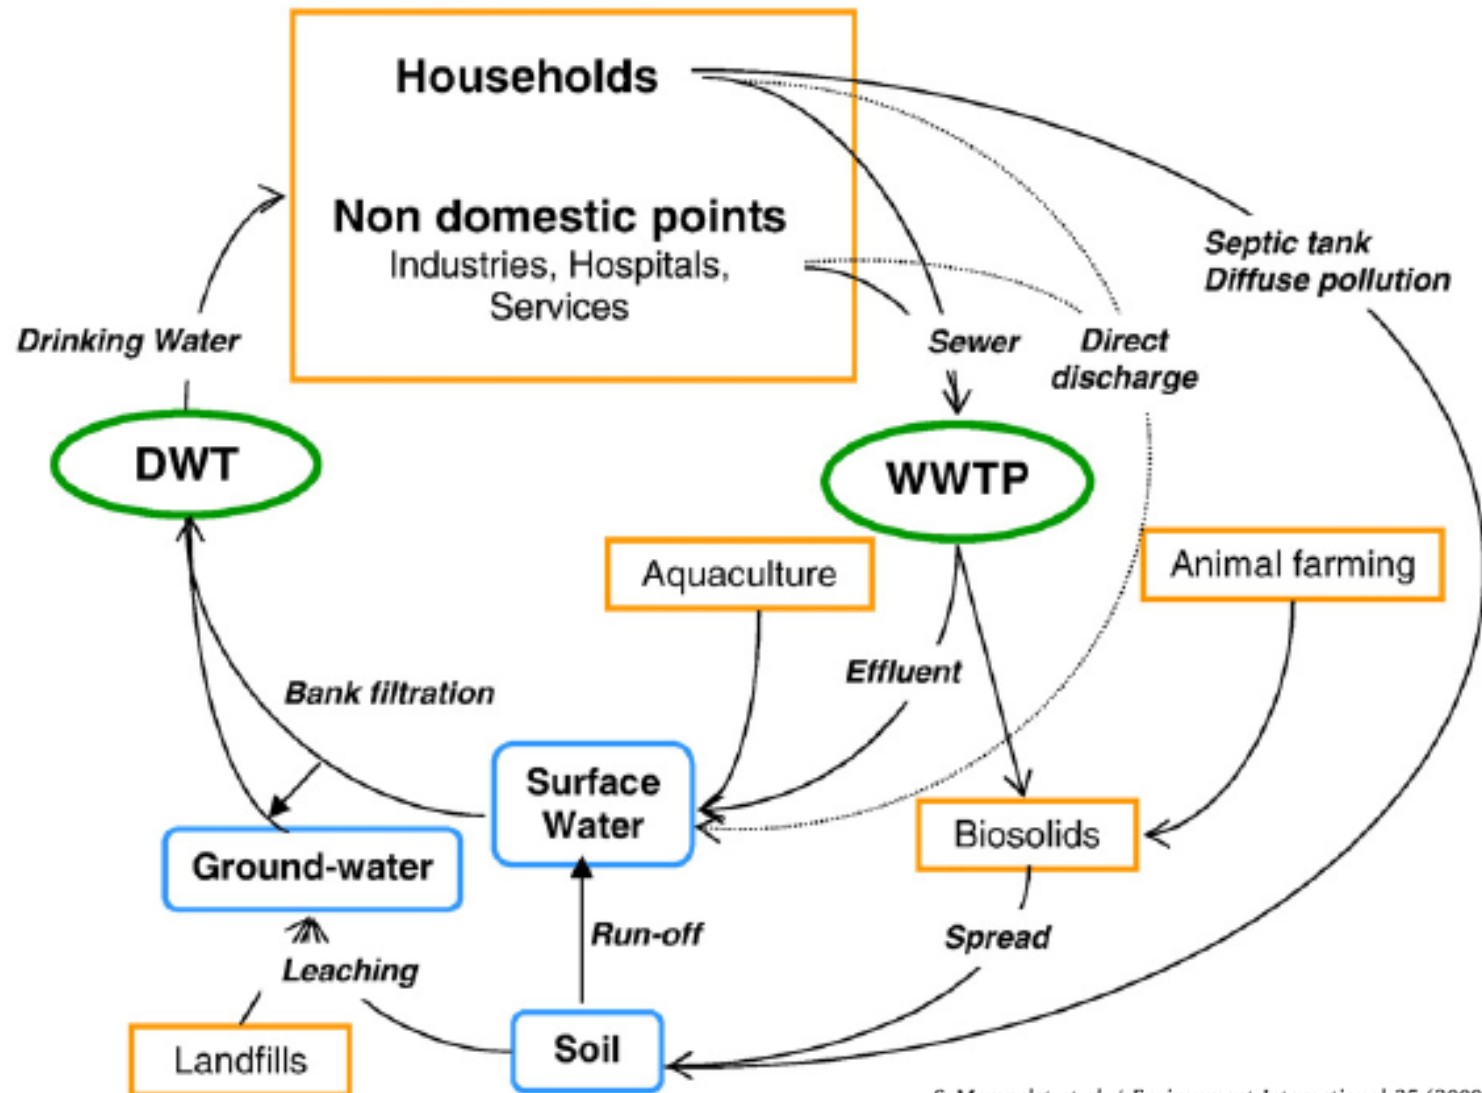 Households
Non domestic points
Industries, Hospitals,
Services
Septic tank
Diffuse pollution
Drinking Water
Sewer
Direct
discharge
DWT
WWTP
Aquaculture
Animal farming
Effluent
Bank filtration
Surface
Water
Biosolids
Ground-water
Run-off
Spread
Leaching
Soil
Landfills